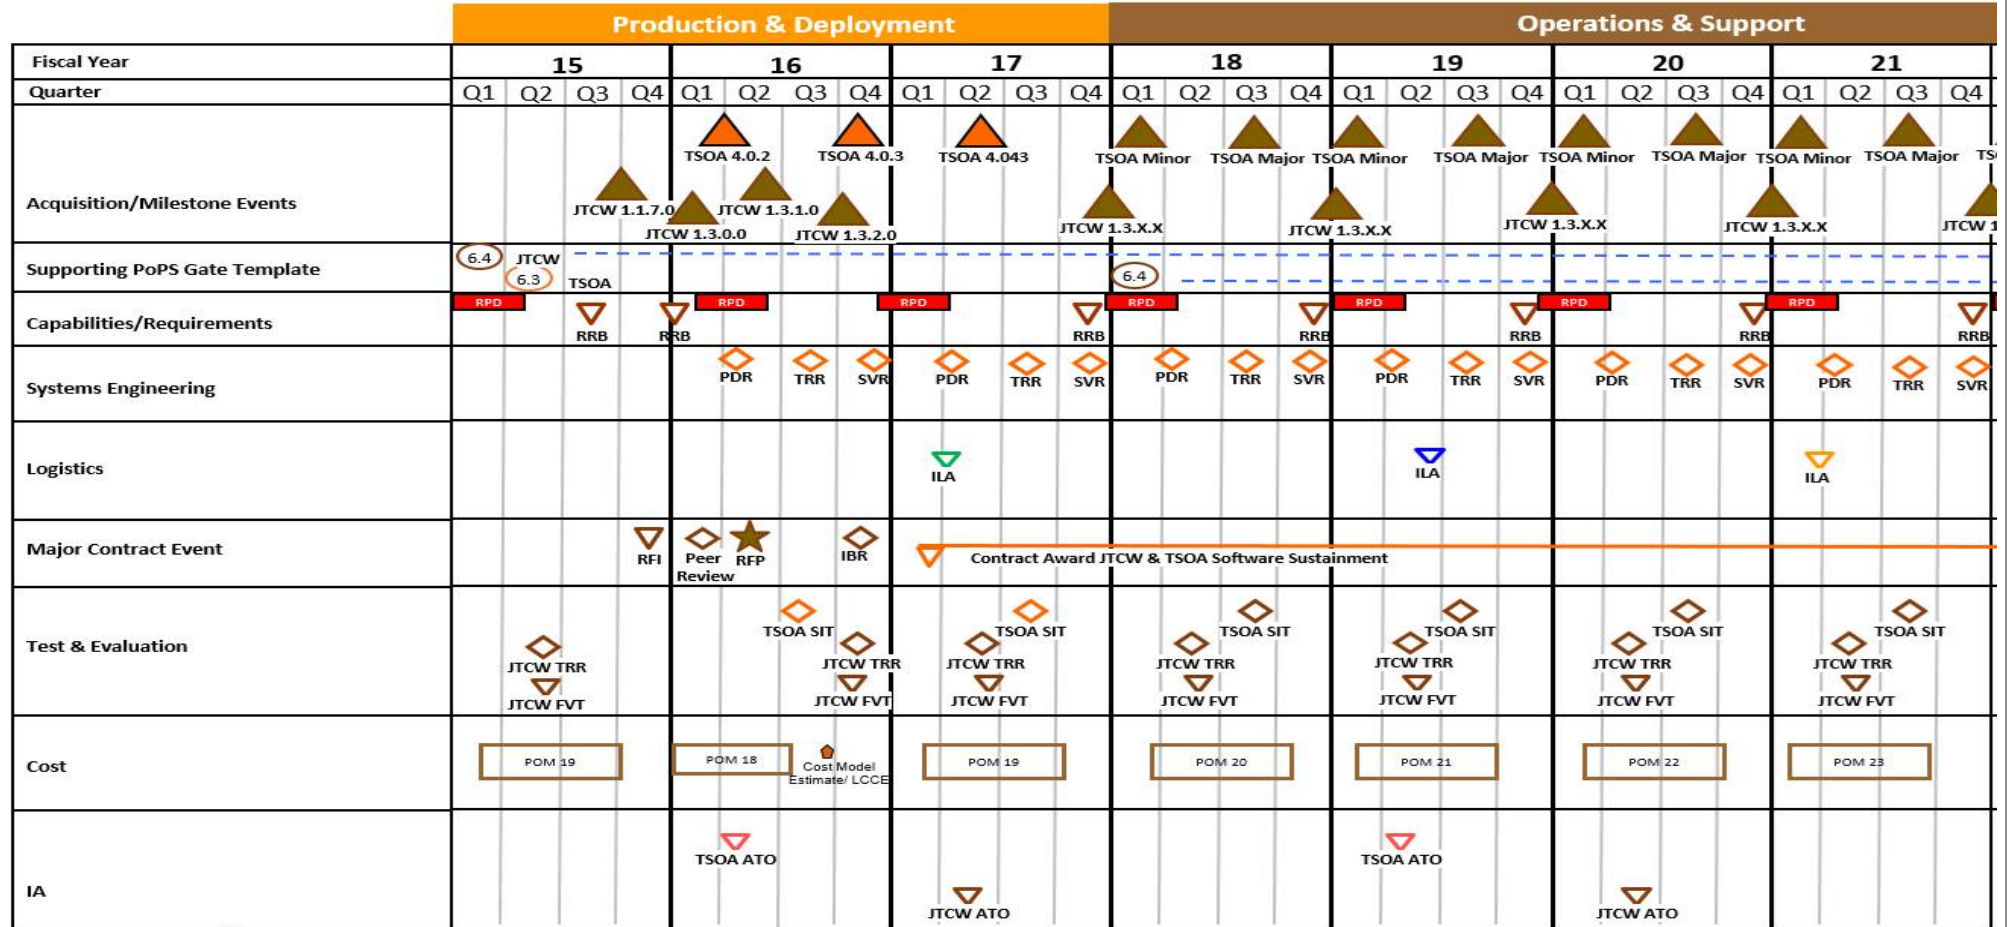 Production & Deployment Operations & Support
Fiscal Year 15 16 17 18 19 20 21
Quarter Q1 Q2 Q3 Q4 Q1 Q2 Q3 Q4 Q1 Q2 Q3 Q4 Q1 Q2 Q3 Q4 Q1 Q2 Q3 Q4 Q1 Q2 Q3 Q4 Q1 Q2 Q3 Q4
TSOA 4.0.2 TSOA 4.0.3 TSOA 4.043 TSOA Minor TSOA Major TSOA Minor TSOA Major TSOA Minor TSOA Major TSOA Minor TSOA Major
Acquisition/Milestone Events
JTCW 1.1.7.0 JTCW 1.3.1.0
JTCW 1.3.0.0 JTCW 1.3.2.0 JTCW 1.3.X.X JTCW 1.3.X.X JTCW 1.3.X.X JTCW 1.3.X.X JTCW 1
Supporting PoPS Gate Template
6.4 JTCW
6.3 TSOA 6.4
RPD RPD RPD RPD RPD RPD RPD
Capabilities/Requirements
RRB RRB RRB RRB RRB RRB RRB
Systems Engineering
PDR TRR SVR PDR TRR SVR PDR TRR SVR PDR TRR SVR PDR TRR SVR PDR TRR SVR
Logistics
ILA ILA ILA
Major Contract Event
RFI Peer RFP IBR Contract Award JTCW & TSOA Software Sustainment
Review
TSOA SIT TSOA SIT TSOA SIT TSOA SIT TSOA SIT TSOA SIT
Test & Evaluation
JTCW TRR JTCW TRR JTCW TRR JTCW TRR JTCW TRR JTCW TRR JTCW TRR
JTCW FVT JTCW FVT JTCW FVT JTCW FVT JTCW FVT JTCW FVT JTCW FVT
Cost
POM 19 POM 18 Cost Model POM 19 POM 20 POM 21 POM 22 POM 23
Estimate/ LCCE
TSOA ATO TSOA ATO
IA
JTCW ATO JTCW ATO